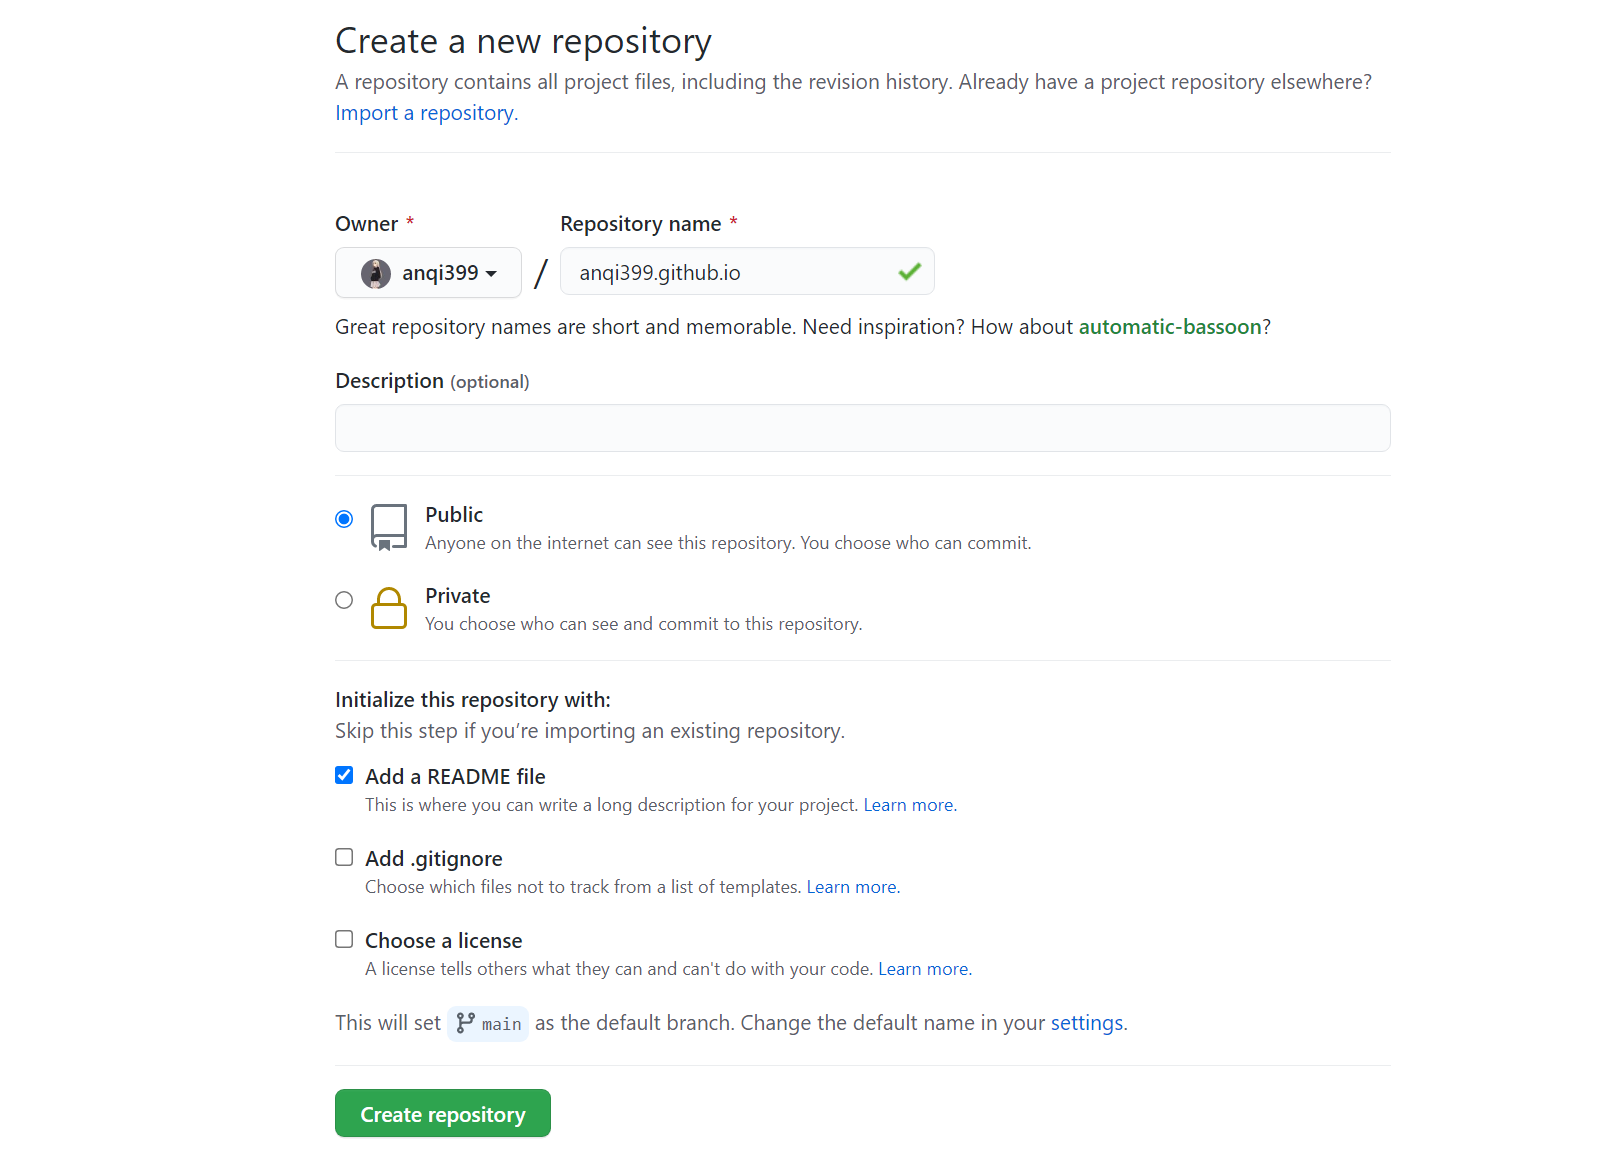 Create a new repository
A repository contains all project files, including the revision history. Already have a project repository elsewhere?
Import a repository.
Owner * Repository name *
anqi399 / anqi399.github.io
Great repository names are short and memorable. Need inspiration? How about automatic-bassoon?
Description (optional)
Public
Anyone on the internet can see this repository. You choose who can commit.
Private
You choose who can see and commit to this repository.
Initialize this repository with:
Skip this step if you’re importing an existing repository.
Add a README file
This is where you can write a long description for your project. Learn more.
Add .gitignore
Choose which files not to track from a list of templates. Learn more.
Choose a license
A license tells others what they can and can't do with your code. Learn more.
This will set main as the default branch. Change the default name in your settings.
Create repository